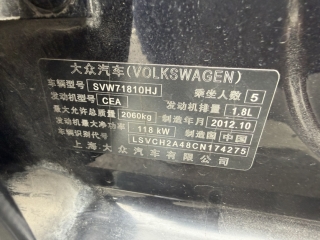 大众汽车(VOLKSWAGEN)
车辆型号 SVW71810HJ 乘坐人数 5
发动机型号 CEA 发动机排量 1.8L
最大允许总质量 2060kg 制造年月 2012.10
发动机最大净功率 118 kW 制造国 中国
车辆识别代号 LSVCH2A48CN174275
上海大众汽车有限公司